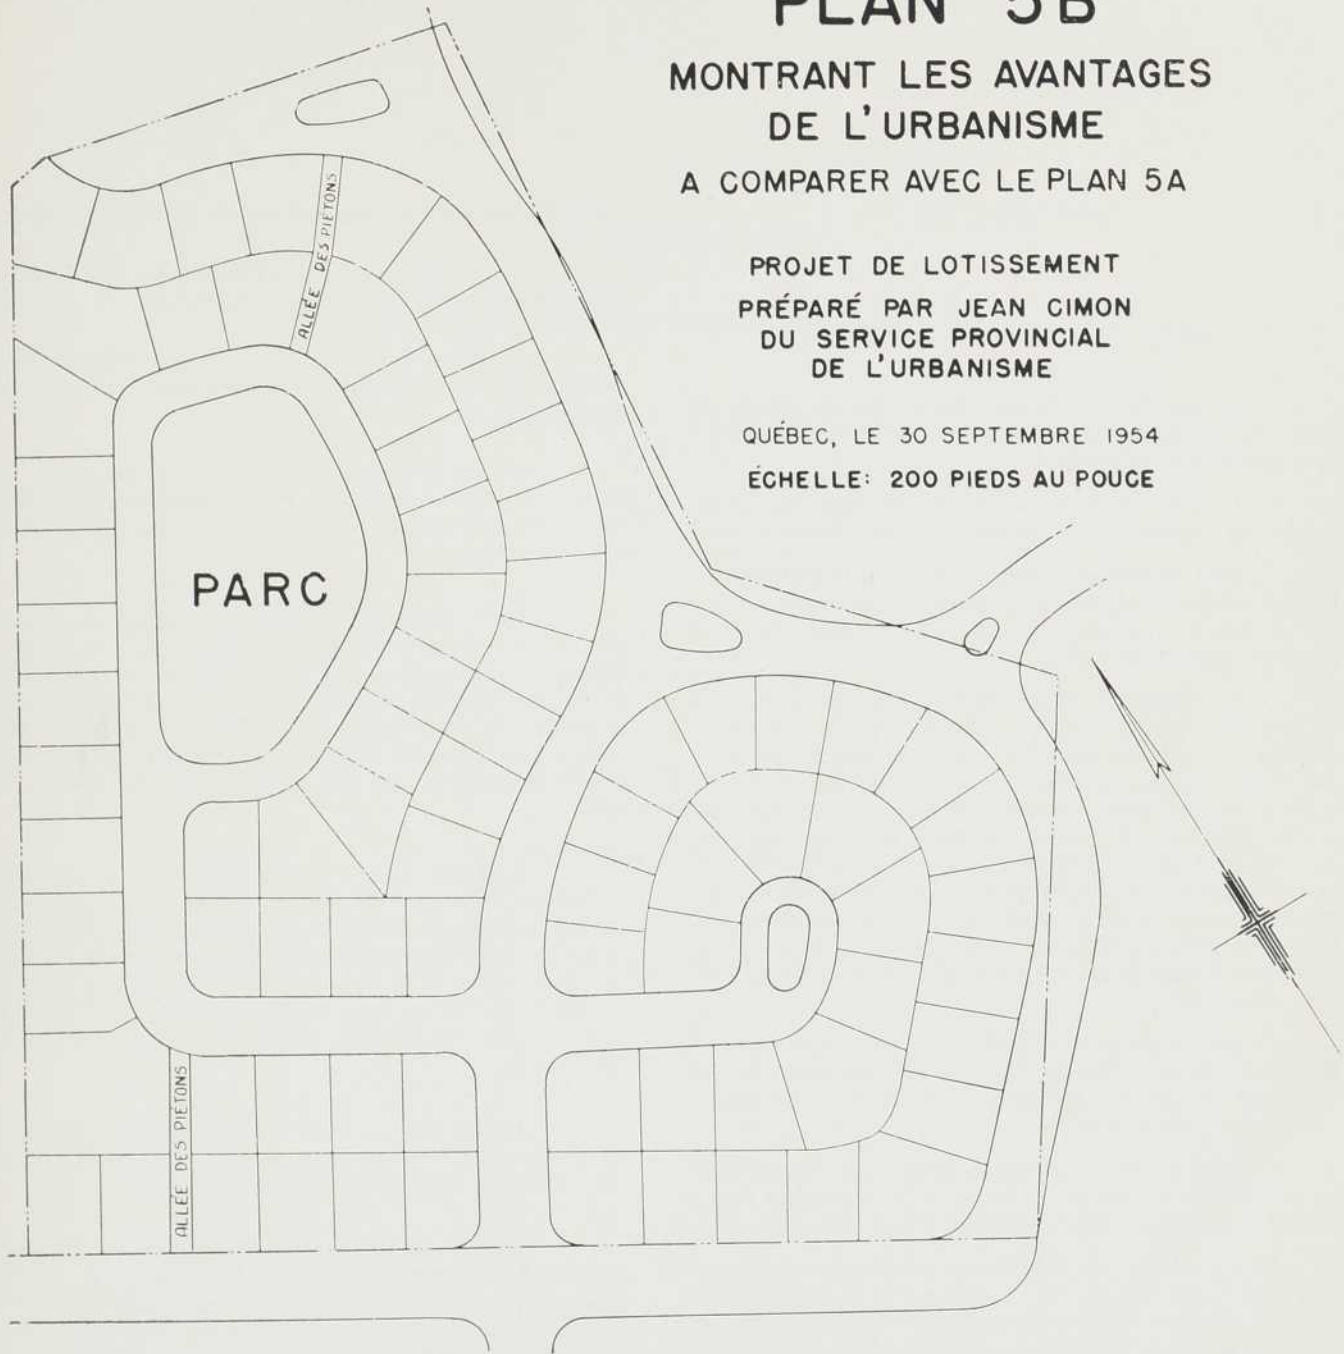 PLAN 5B
MONTRANT LES AVANTAGES
DE L'URBANISME
A COMPARER AVEC LE PLAN 5A
PROJET DE LOTISSEMENT
PRÉPARÉ PAR JEAN CIMON
DU SERVICE PROVINCIAL
DE L'URBANISME
QUÉBEC, LE 30 SEPTEMBRE 1954
ÉCHELLE: 200 PIEDS AU POUCE
ALLÉE DES PIÉTONS
PARC
ALLÉE DES PIÉTONS